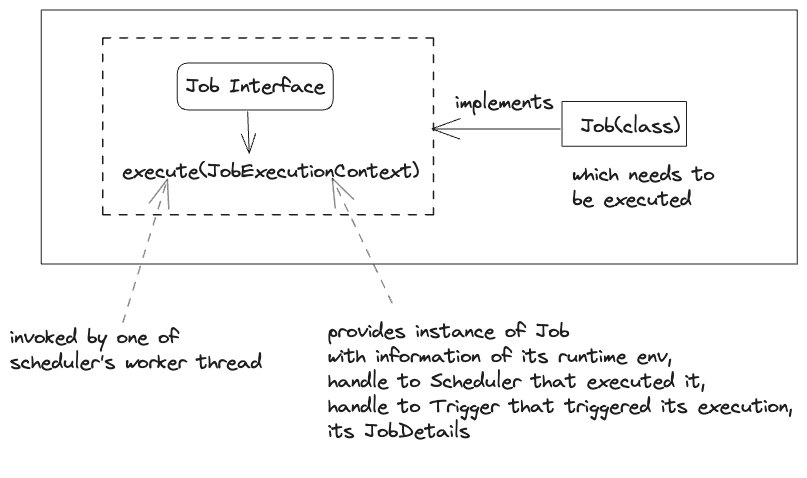 Job Interface
implements
Job(class)
execute(JobExecutionContext)
which needs to
be executed
invoked by one of
scheduler's worker thread
provides instance of Job
with information of its runtime env,
handle to Scheduler that executed it,
handle to Trigger that triggered its execution,
its JobDetails